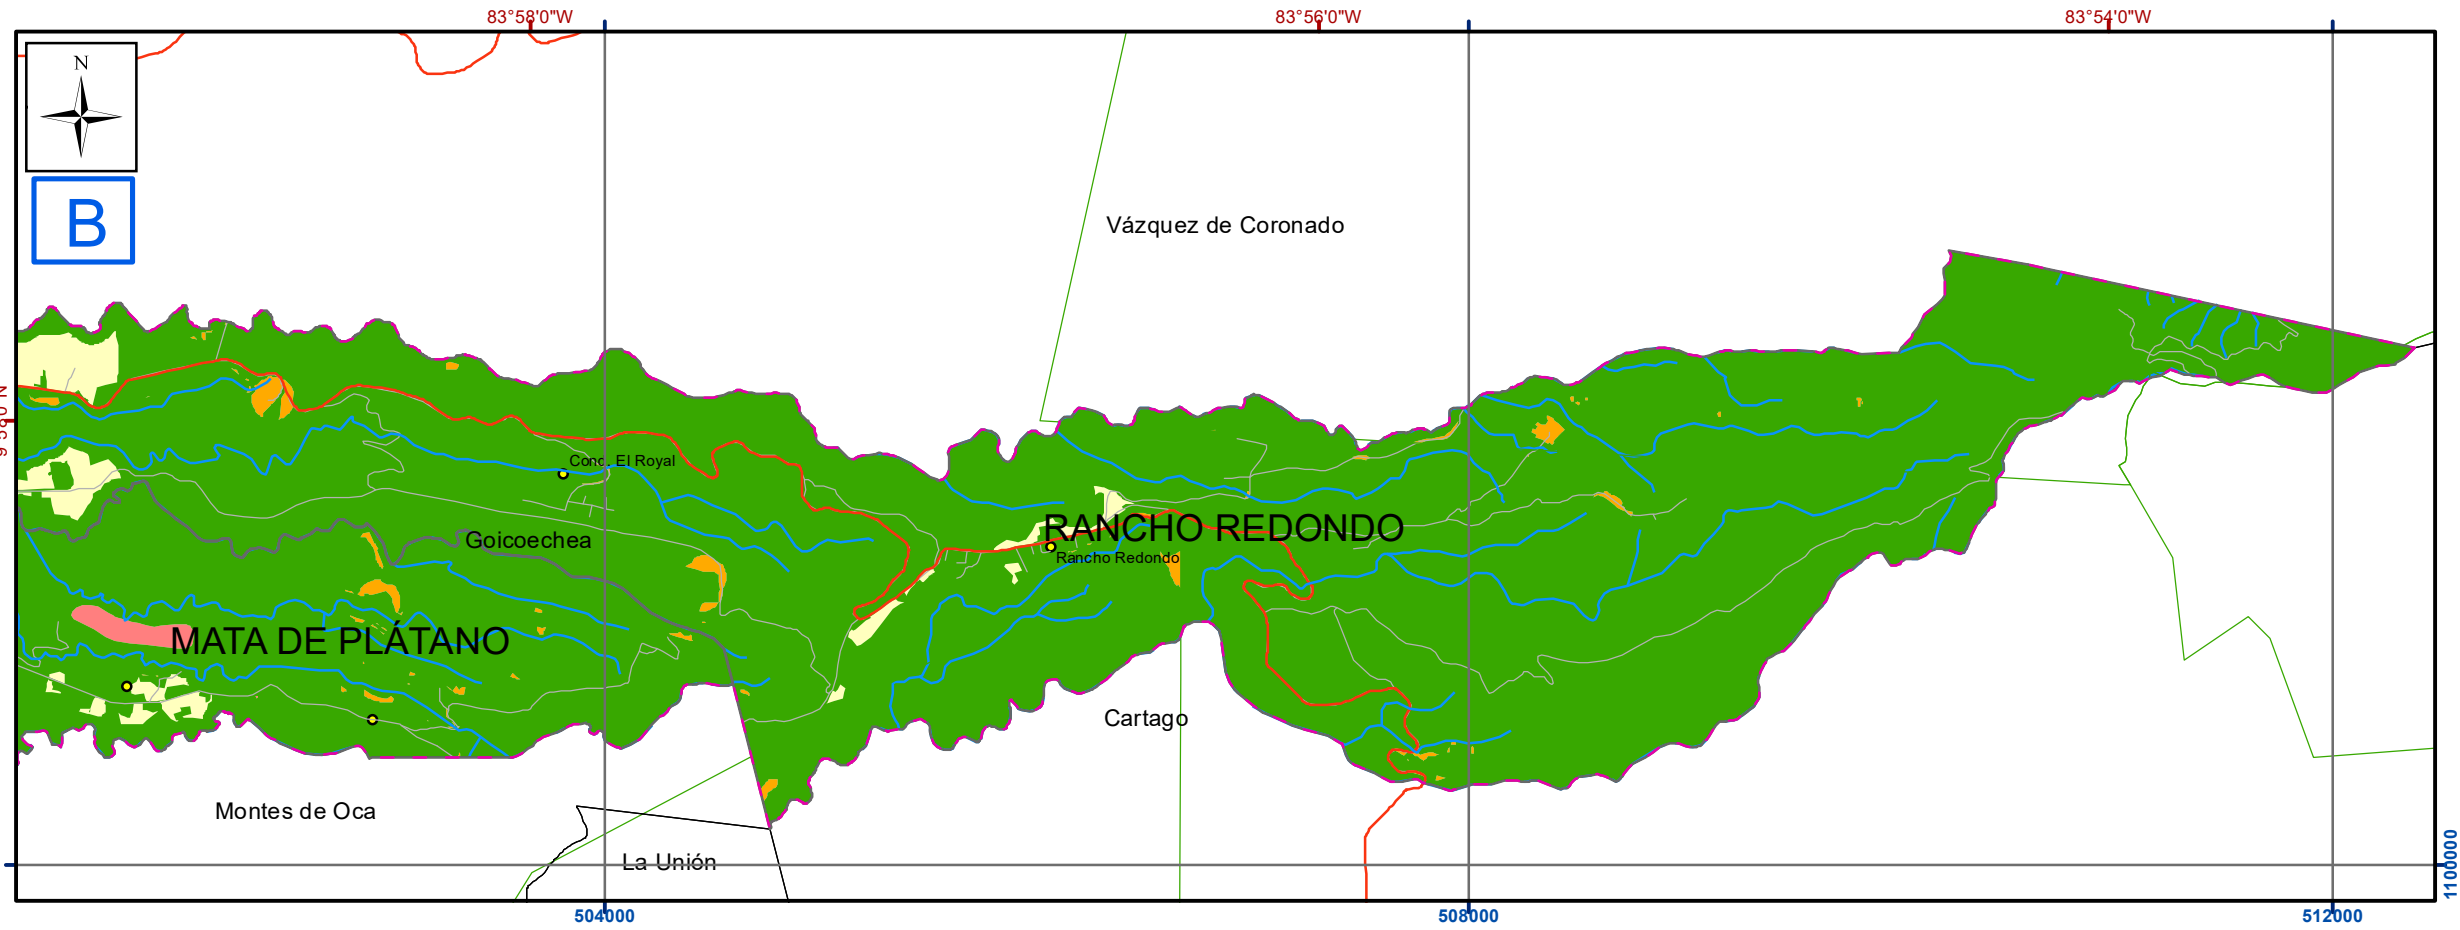 83°58'0"W
83°56'0"W
83°54'0"W
N
B
Vázquez de Coronado
Conc. El Royal
RANCHO REDONDO
Goicoechea
Rancho Redondo
MATA DE PLÁTANO
Cartago
Montes de Oca
La Unión
1100000
504000
508000
512000